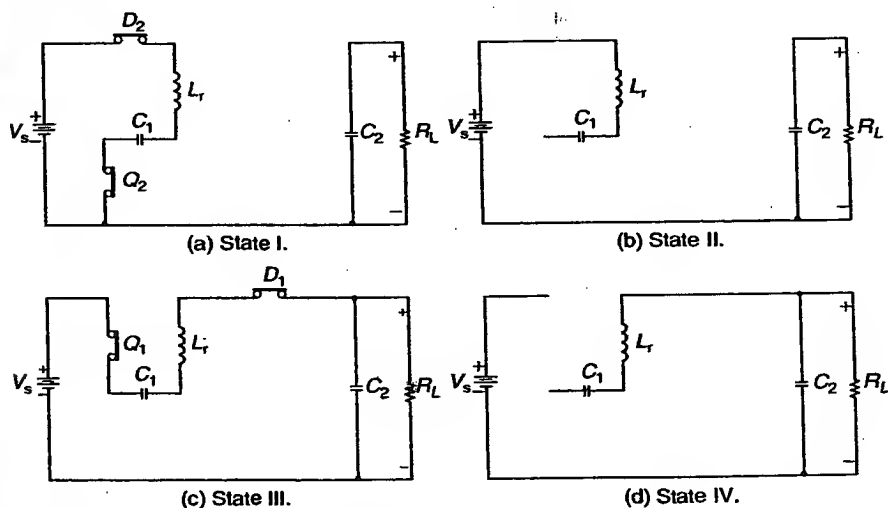 D2
Lr
+
Vs
−
C1
Q2
+
C2
RL
−
(a) State I.
Lr
+
Vs
−
C1
+
C2
RL
−
(b) State II.
D1
Q1
Lr
+
Vs
−
C1
+
C2
RL
−
(c) State III.
Lr
+
Vs
−
C1
+
C2
RL
−
(d) State IV.